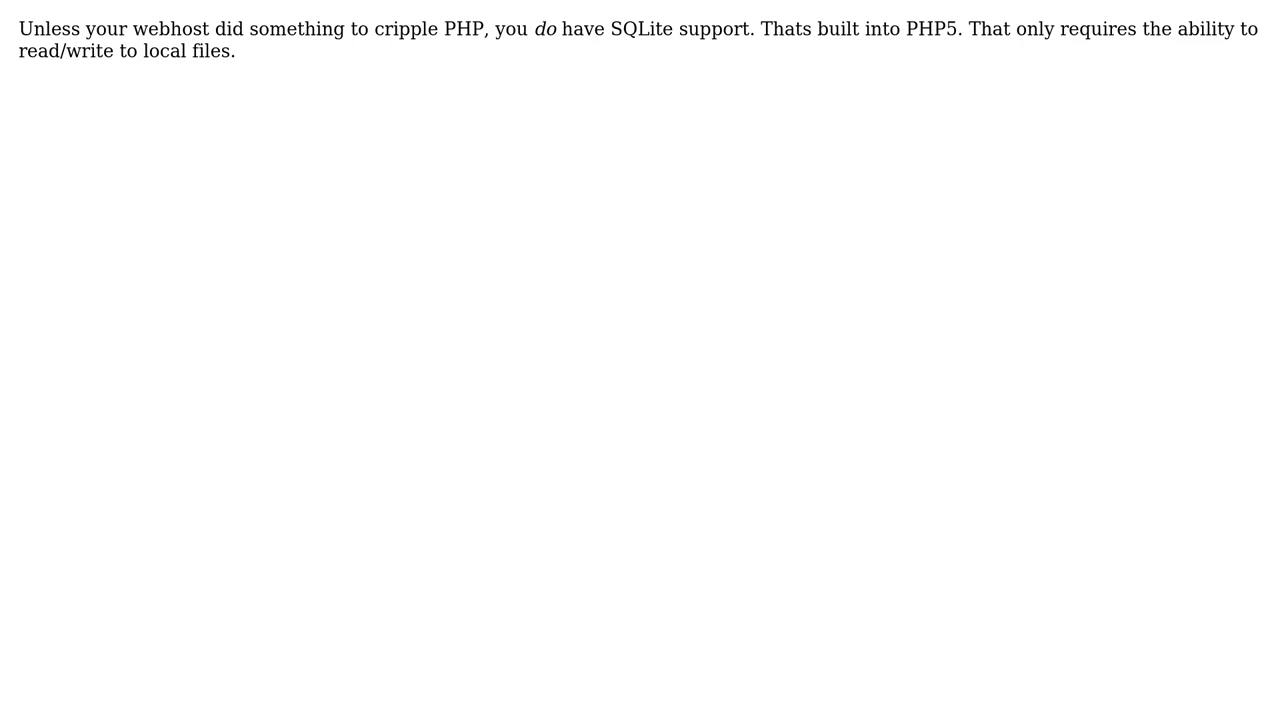 Unless your webhost did something to cripple PHP, you do have SQLite support. Thats built into PHP5. That only requires the ability to
read/write to local files.